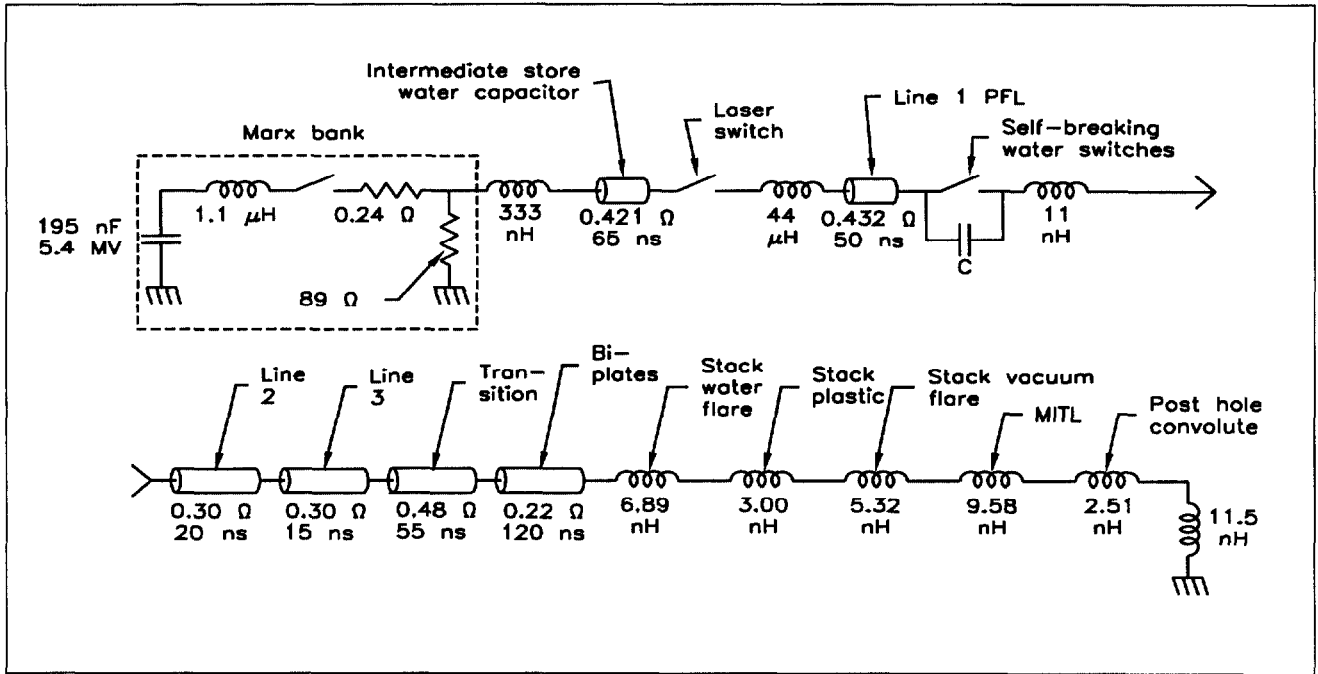 Intermediate store
water capacitor
Laser
switch
Line 1 PFL
Self-breaking
water switches
Marx bank
195 nF
5.4 MV
1.1 μH
0.24 Ω
89 Ω
333
nH
0.421 Ω
65 ns
44
μH
0.432 Ω
50 ns
C
11
nH
Line
2
Line
3
Tran-
sition
Bi-
plates
Stack
water
flare
Stack
plastic
Stack vacuum
flare
MITL
Post hole
convolute
0.30 Ω
20 ns
0.30 Ω
15 ns
0.48 Ω
55 ns
0.22 Ω
120 ns
6.89
nH
3.00
nH
5.32
nH
9.58
nH
2.51
nH
11.5
nH